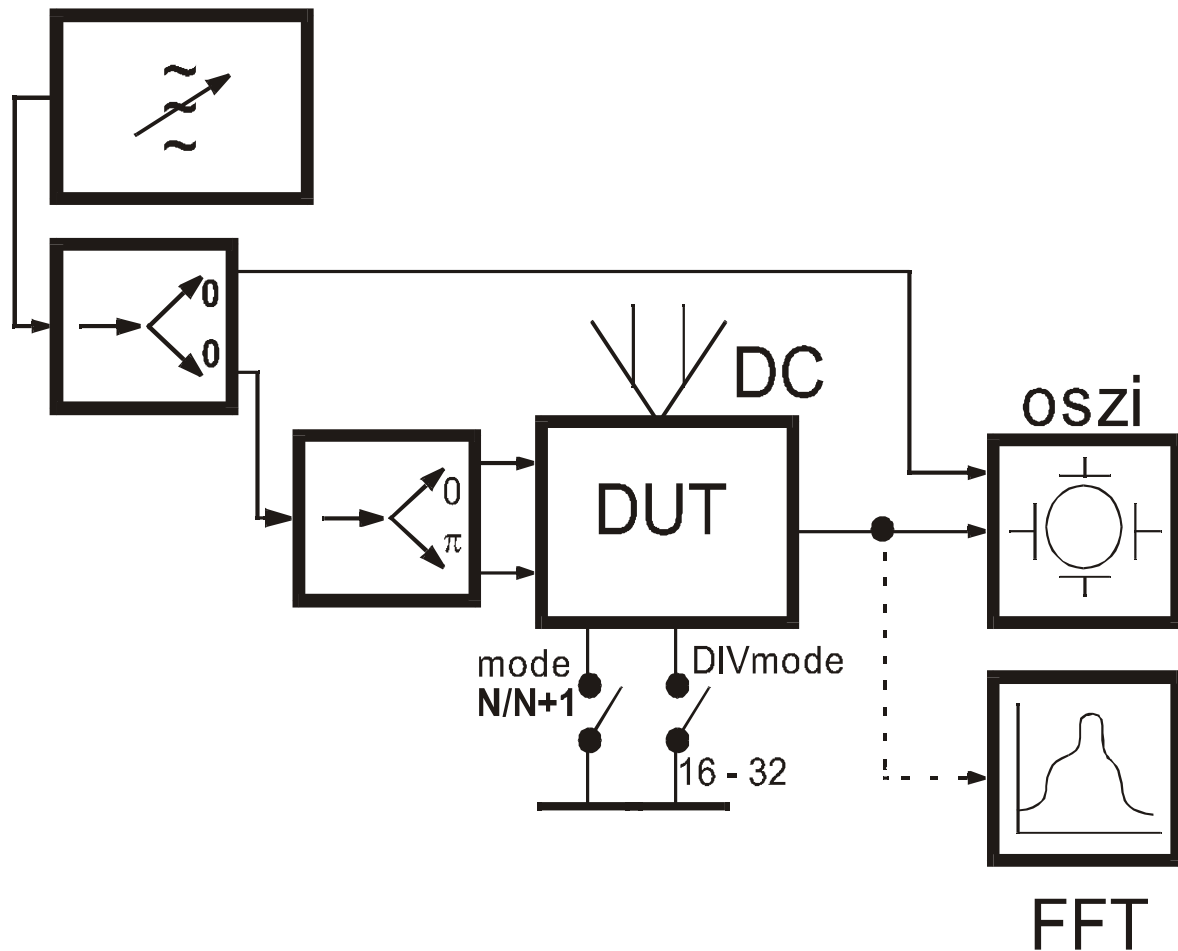 0
0
DC
oszi
0
π
DUT
mode
N/N+1
DIVmode
16 - 32
FFT